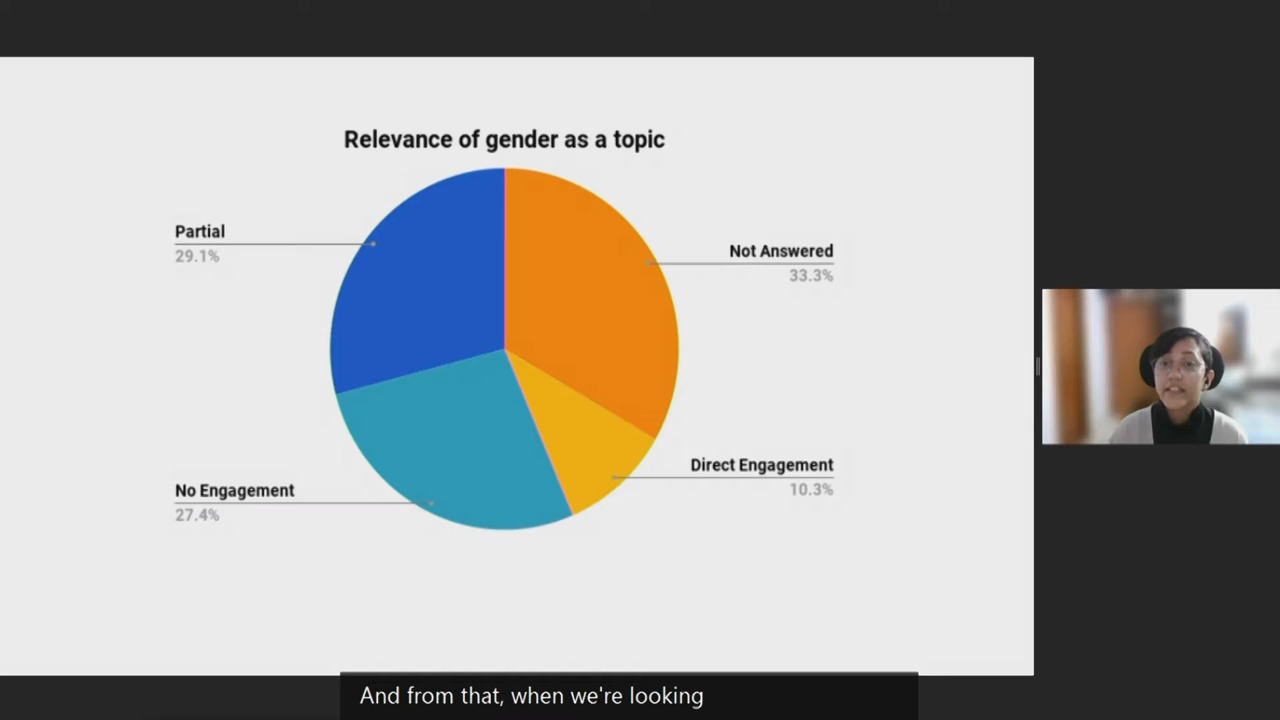 Relevance of gender as a topic
Partial
29.1%
Not Answered
33.3%
Direct Engagement
10.3%
No Engagement
27.4%
And from that, when we're looking